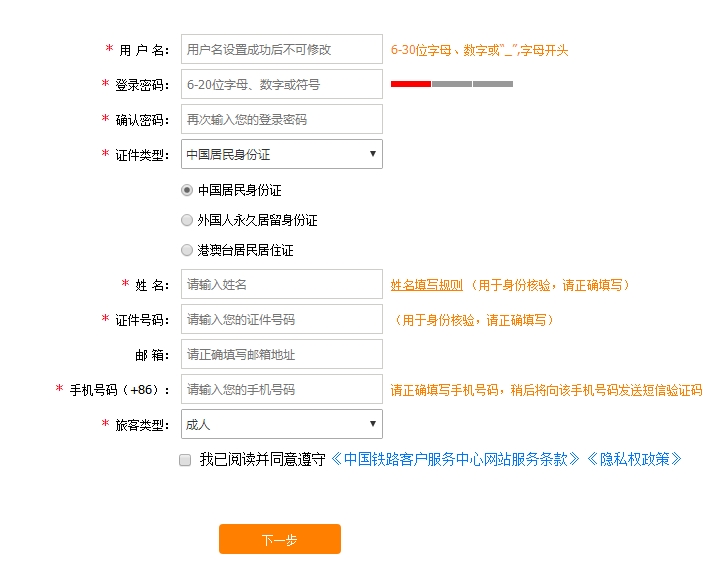 * 用 户 名： 用户名设置成功后不可修改 6-30位字母、数字或“_”,字母开头
* 登录密码： 6-20位字母、数字或符号
* 确认密码： 再次输入您的登录密码
* 证件类型： 中国居民身份证
中国居民身份证
外国人永久居留身份证
港澳台居民居住证
* 姓 名： 请输入姓名 姓名填写规则（用于身份核验，请正确填写）
* 证件号码： 请输入您的证件号码 （用于身份核验，请正确填写）
邮 箱： 请正确填写邮箱地址
* 手机号码（+86）： 请输入您的手机号码 请正确填写手机号码，稍后将向该手机号码发送短信验证码
* 旅客类型： 成人
我已阅读并同意遵守《中国铁路客户服务中心网站服务条款》《隐私权政策》
下一步